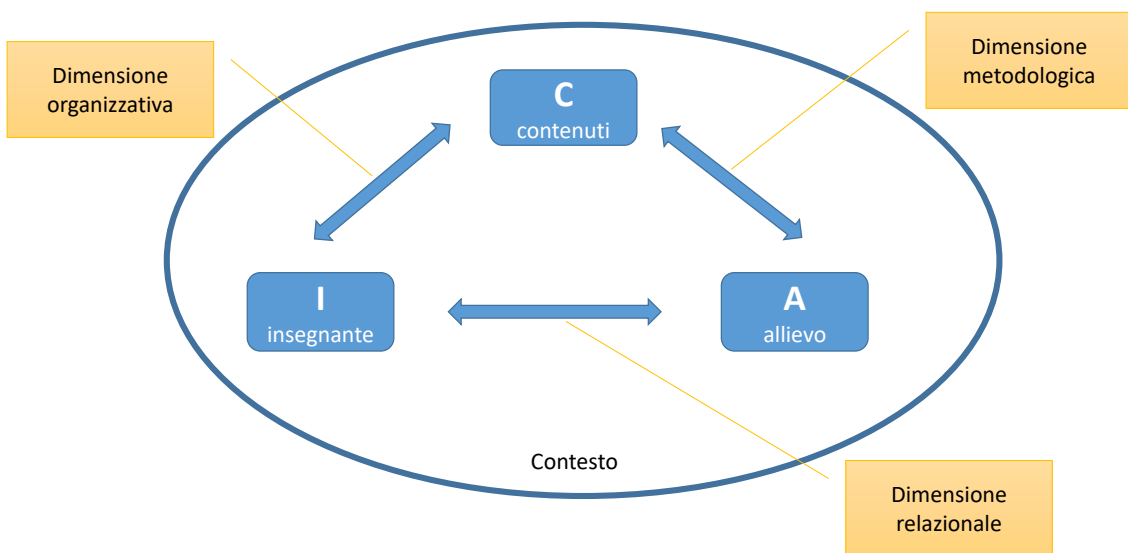 Dimensione
organizzativa
Dimensione
metodologica
C
contenuti
I
insegnante
A
allievo
Contesto
Dimensione
relazionale